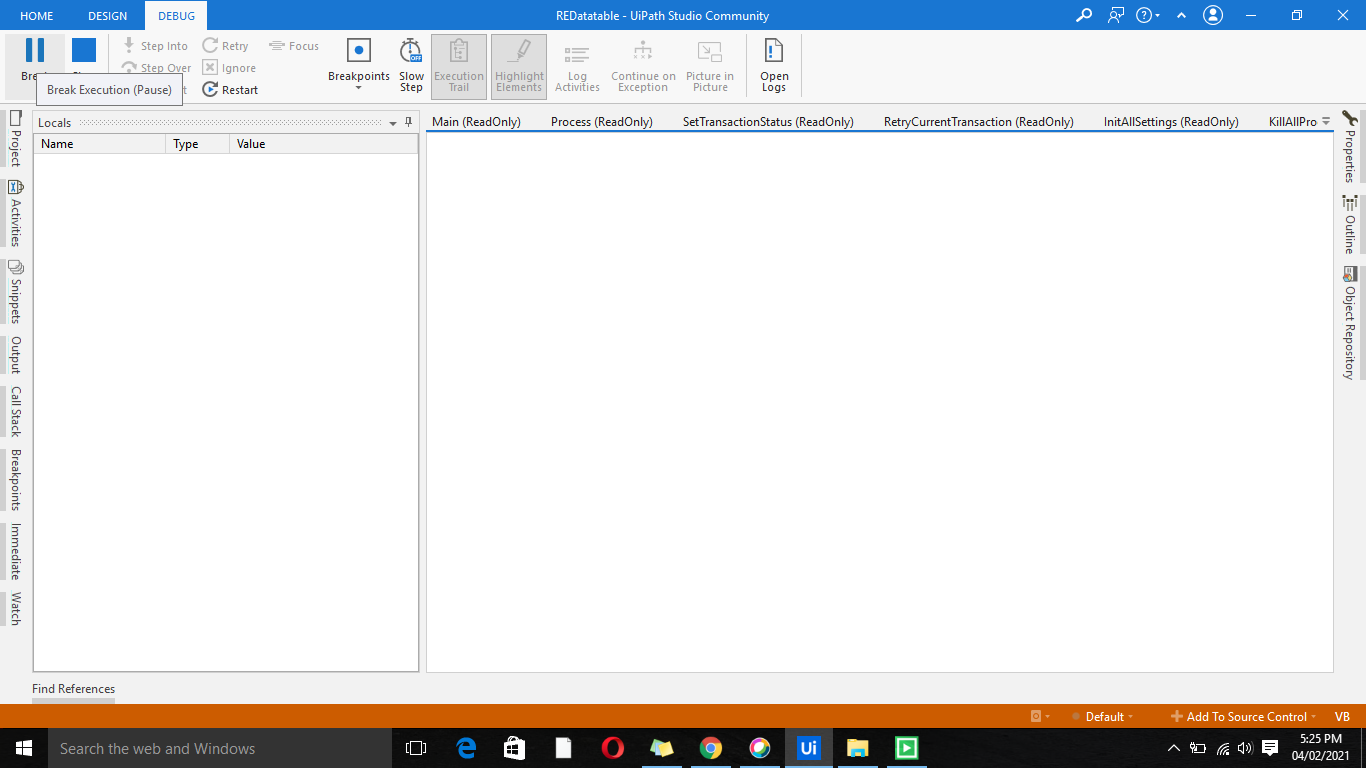 HOME DESIGN DEBUG REDatatable - UiPath Studio Community
Step Into Retry Focus
Step Over Ignore
Restart
Break Execution (Pause)
Breakpoints
Slow Step
Execution Trail
Highlight Elements
Log Activities
Continue on Exception
Picture in Picture
Open Logs
Locals
Name Type Value
Main (ReadOnly) Process (ReadOnly) SetTransactionStatus (ReadOnly) RetryCurrentTransaction (ReadOnly) InitAllSettings (ReadOnly) KillAllPro
Project
Activities
Snippets
Output
Call Stack
Breakpoints
Immediate
Watch
Properties
Outline
Object Repository
Find References
Default Add To Source Control VB
Search the web and Windows
Ui
5:25 PM
04/02/2021